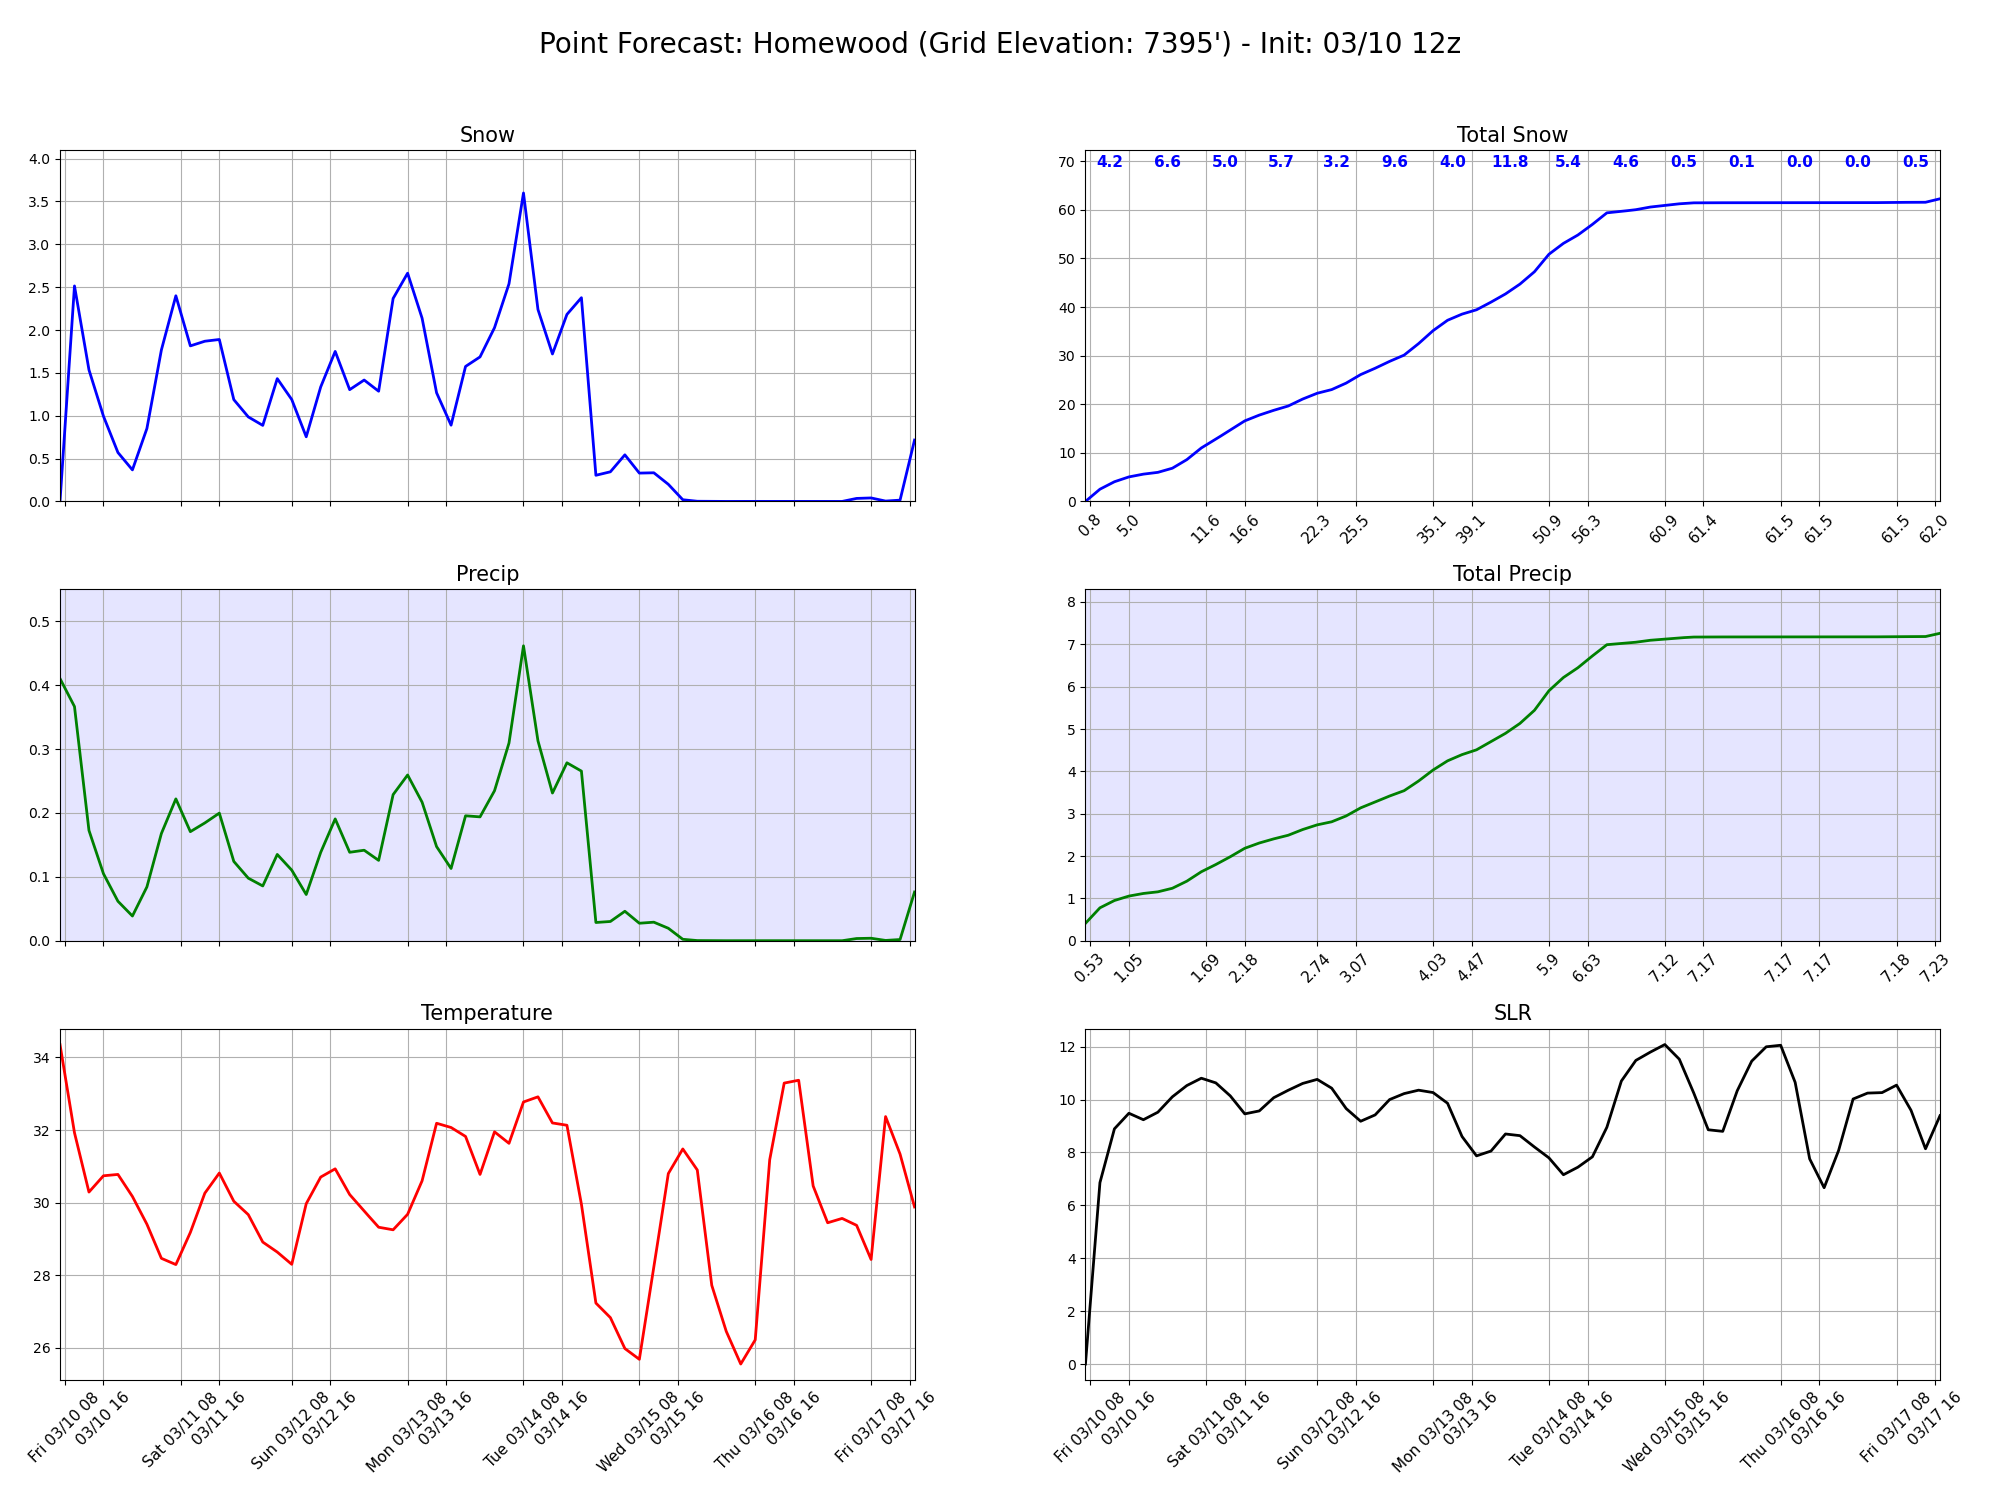 Point Forecast: Homewood (Grid Elevation: 7395') - Init: 03/10 12z
Snow
4.0
3.5
3.0
2.5
2.0
1.5
1.0
0.5
0.0
Total Snow
4.2 6.6 5.0 5.7 3.2 9.6 4.0 11.8 5.4 4.6 0.5 0.1 0.0 0.0 0.5
70
60
50
40
30
20
10
0
0.8 5.0 11.6 16.6 22.3 25.5 35.1 39.1 50.9 56.3 60.9 61.4 61.5 61.5 61.5 62.0
Precip
0.5
0.4
0.3
0.2
0.1
0.0
Total Precip
8
7
6
5
4
3
2
1
0
0.53 1.05 1.69 2.18 2.74 3.07 4.03 4.47 5.9 6.63 7.12 7.17 7.17 7.17 7.18 7.23
Temperature
34
32
30
28
26
Fri 03/10 08
03/10 16
Sat 03/11 08
03/11 16
Sun 03/12 08
03/12 16
Mon 03/13 08
03/13 16
Tue 03/14 08
03/14 16
Wed 03/15 08
03/15 16
Thu 03/16 08
03/16 16
Fri 03/17 08
03/17 16
SLR
12
10
8
6
4
2
0
Fri 03/10 08
03/10 16
Sat 03/11 08
03/11 16
Sun 03/12 08
03/12 16
Mon 03/13 08
03/13 16
Tue 03/14 08
03/14 16
Wed 03/15 08
03/15 16
Thu 03/16 08
03/16 16
Fri 03/17 08
03/17 16